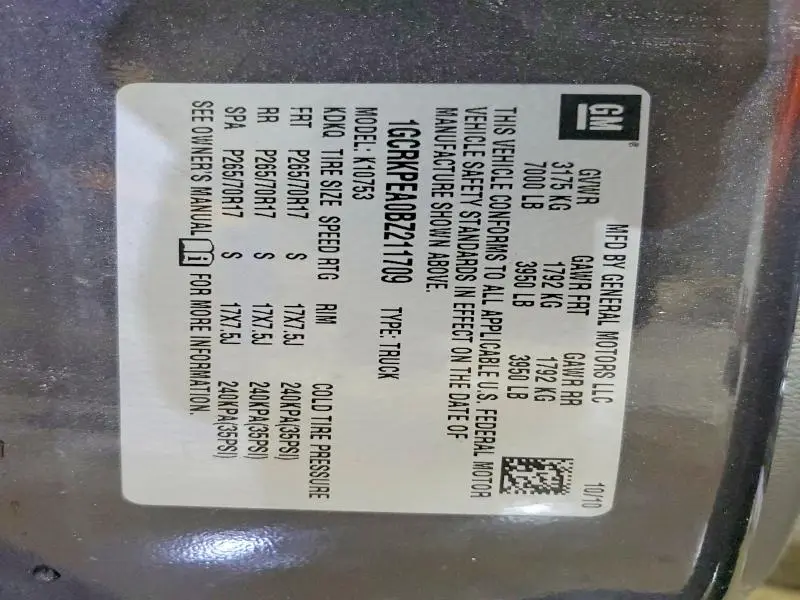 GM®
MFD BY GENERAL MOTORS LLC 10/10
GVWR GAWR FRT GAWR RR
3175 KG 1792 KG 1792 KG
7000 LB 3950 LB 3950 LB
THIS VEHICLE CONFORMS TO ALL APPLICABLE U.S. FEDERAL MOTOR
VEHICLE SAFETY STANDARDS IN EFFECT ON THE DATE OF
MANUFACTURE SHOWN ABOVE.
1GCRKPEA0BZ211709 TYPE: TRUCK
MODEL: K10753
KDKQ TIRE SIZE SPEED RTG RIM COLD TIRE PRESSURE
FRT P265/70R17 S 17X7.5J 240KPA(35PSI)
RR P265/70R17 S 17X7.5J 240KPA(35PSI)
SPA P265/70R17 S 17X7.5J 240KPA(35PSI)
SEE OWNER'S MANUAL FOR MORE INFORMATION.